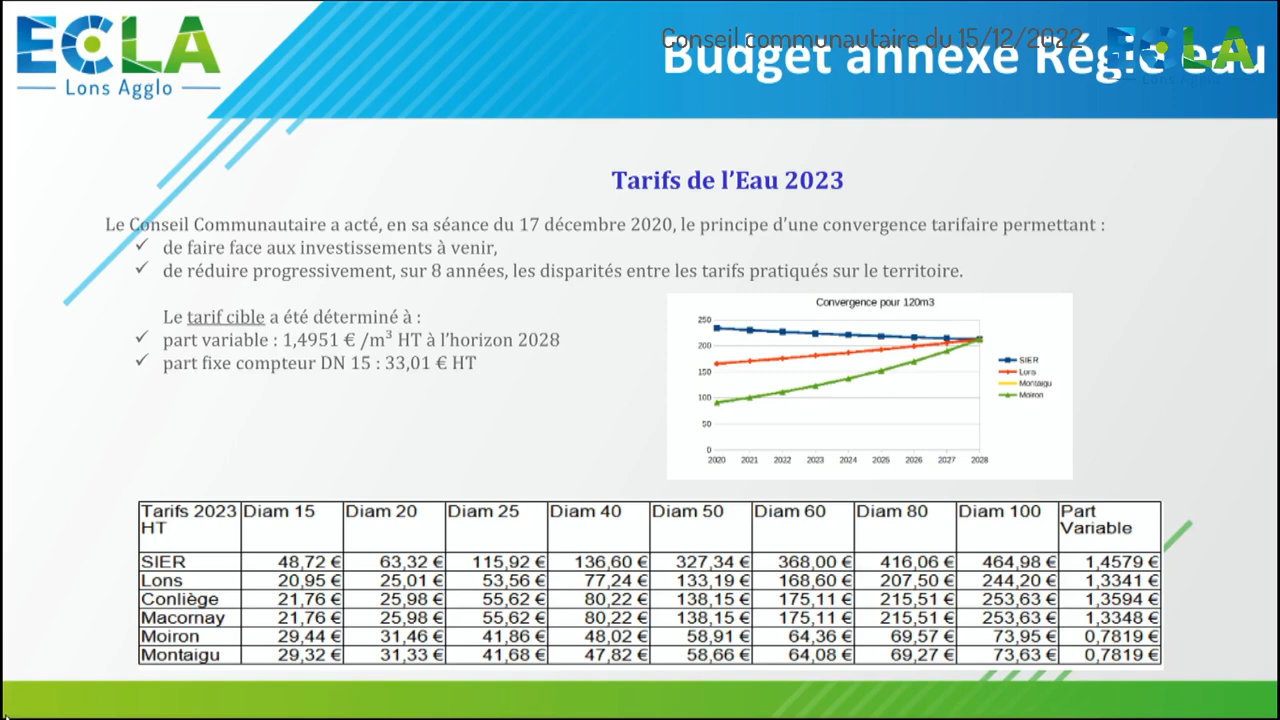 ECLA
Lons Agglo
Conseil communautaire du 15/12/2022
Budget annexe Régie eau
ECLA
Lons Agglo
Tarifs de l'Eau 2023
Le Conseil Communautaire a acté, en sa séance du 17 décembre 2020, le principe d'une convergence tarifaire permettant :
✓ de faire face aux investissements à venir,
✓ de réduire progressivement, sur 8 années, les disparités entre les tarifs pratiqués sur le territoire.
Le tarif cible a été déterminé à :
✓ part variable : 1,4951 € /m³ HT à l'horizon 2028
✓ part fixe compteur DN 15 : 33,01 € HT
Convergence pour 120m3
250
200
150
100
50
0
2020 2021 2022 2023 2024 2025 2026 2027 2028
SIER
Lons
Montaigu
Moiron
Tarifs 2023 HT Diam 15 Diam 20 Diam 25 Diam 40 Diam 50 Diam 60 Diam 80 Diam 100 Part Variable
SIER 48,72 € 63,32 € 115,92 € 136,60 € 327,34 € 368,00 € 416,06 € 464,98 € 1,4579 €
Lons 20,95 € 25,01 € 53,56 € 77,24 € 133,19 € 168,60 € 207,50 € 244,20 € 1,3341 €
Conliège 21,76 € 25,98 € 55,62 € 80,22 € 138,15 € 175,11 € 215,51 € 253,63 € 1,3594 €
Macornay 21,76 € 25,98 € 55,62 € 80,22 € 138,15 € 175,11 € 215,51 € 253,63 € 1,3348 €
Moiron 29,44 € 31,46 € 41,86 € 48,02 € 58,91 € 64,36 € 69,57 € 73,95 € 0,7819 €
Montaigu 29,32 € 31,33 € 41,68 € 47,82 € 58,66 € 64,08 € 69,27 € 73,63 € 0,7819 €